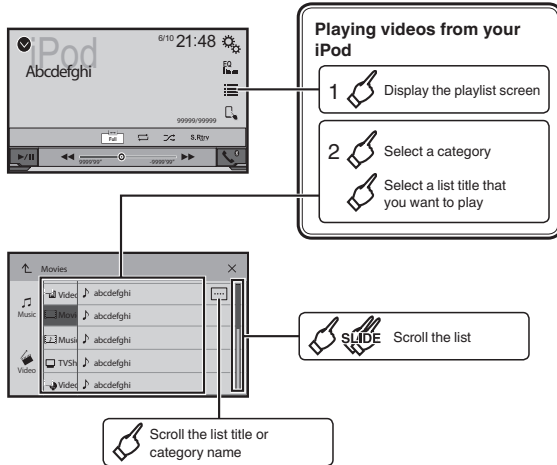 Playing videos from your
iPod
1 Display the playlist screen
2 Select a category
Select a list title that
you want to play
iPod
Abcdefghi
6/10 21:48
EQ
99999/99999
Full
S.Rtrv
9999'99"
-9999'99"
Movies
Music
Video
Video
Movi
Music
TVSh
Video
abcdefghi
abcdefghi
abcdefghi
abcdefghi
abcdefghi
SLIDE Scroll the list
Scroll the list title or
category name